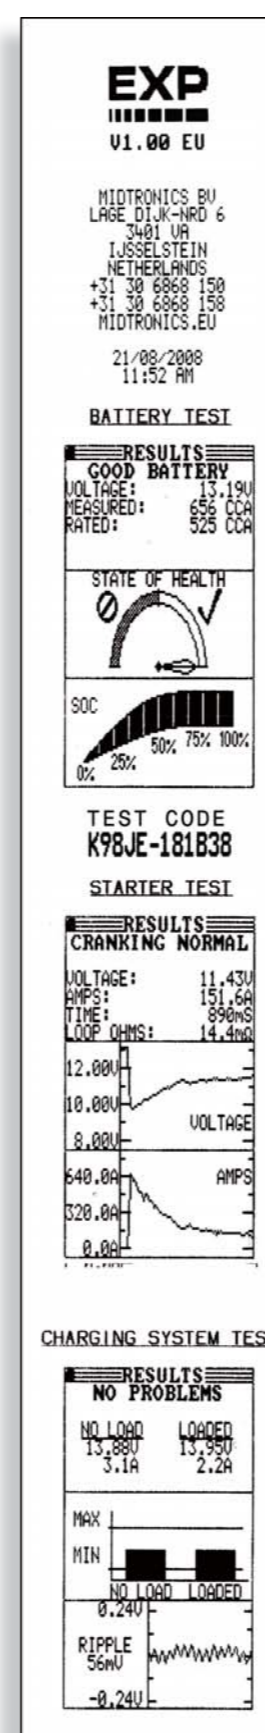 EXP
V1.00 EU
MIDTRONICS BV
LAGE DIJK-NRD 6
3401 VA
IJSSELSTEIN
NETHERLANDS
+31 30 6868 150
+31 30 6868 158
MIDTRONICS.EU
21/08/2008
11:52 AM
BATTERY TEST
RESULTS
GOOD BATTERY
VOLTAGE: 13.19V
MEASURED: 656 CCA
RATED: 525 CCA
STATE OF HEALTH
SOC
0% 25% 50% 75% 100%
TEST CODE
K98JE-181B38
STARTER TEST
RESULTS
CRANKING NORMAL
VOLTAGE: 11.43V
AMPS: 151.6A
TIME: 890mS
LOOP OHMS: 14.4mΩ
12.00V
10.00V
VOLTAGE
8.00V
640.0A AMPS
320.0A
0.0A
CHARGING SYSTEM TES
RESULTS
NO PROBLEMS
NO LOAD LOADED
13.88V 13.95V
3.1A 2.2A
MAX
MIN
NO LOAD LOADED
0.24V
RIPPLE
56mV
-0.24V